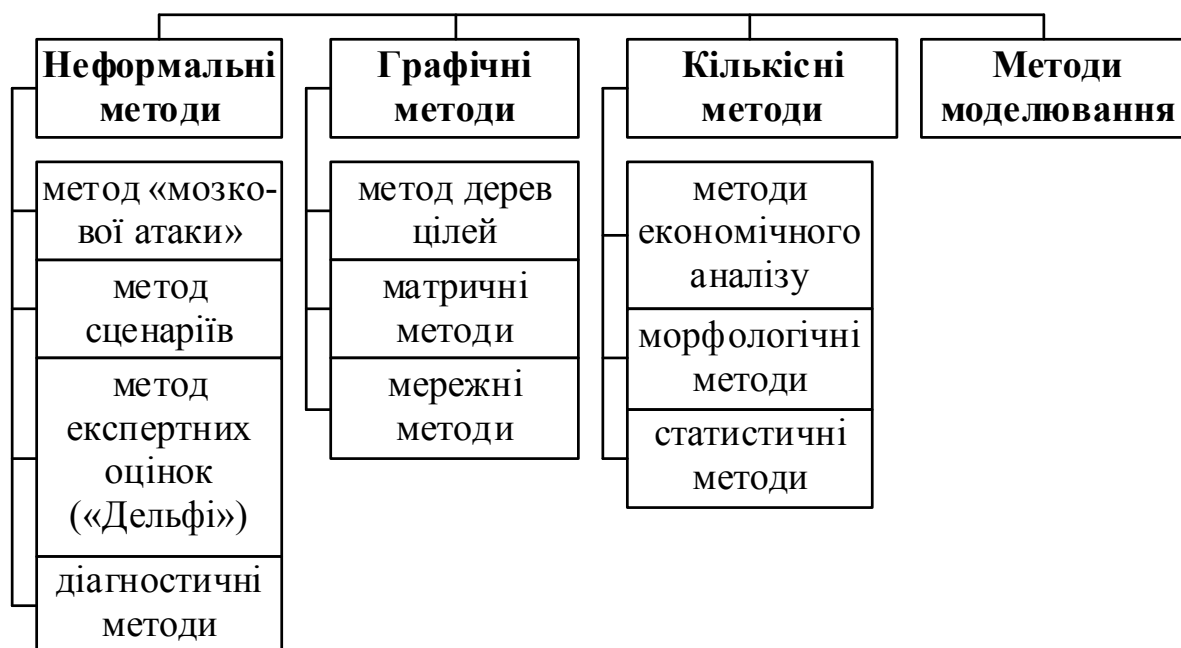 Неформальні
методи
Графічні
методи
Кількісні
методи
Методи
моделювання
метод «мозко-
вої атаки»
метод
сценаріїв
метод
експертних
оцінок
(«Дельфі»)
діагностичні
методи
метод дерев
цілей
матричні
методи
мережні
методи
методи
економічного
аналізу
морфологічні
методи
статистичні
методи